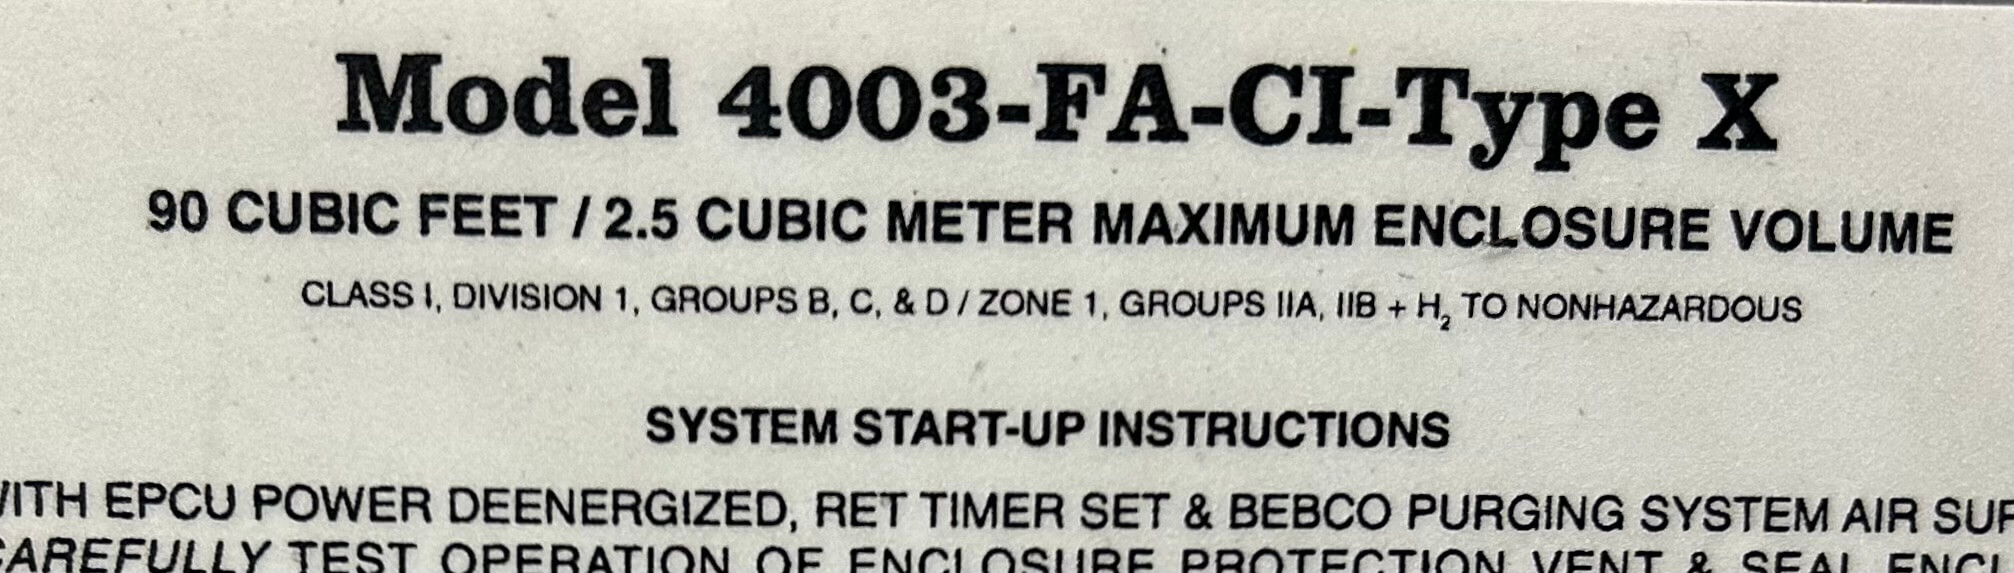 Model 4003-FA-CI-Type X
90 CUBIC FEET / 2.5 CUBIC METER MAXIMUM ENCLOSURE VOLUME
CLASS I, DIVISION 1, GROUPS B, C, & D / ZONE 1, GROUPS IIA, IIB + H₂ TO NONHAZARDOUS
SYSTEM START-UP INSTRUCTIONS
EPCU POWER DEENERGIZED, RET TIMER SET & BEBCO PURGING SYSTEM AIR
CAREFULLY TEST OPERATION OF ENCLOSURE PROTECTION VENT & SEAL